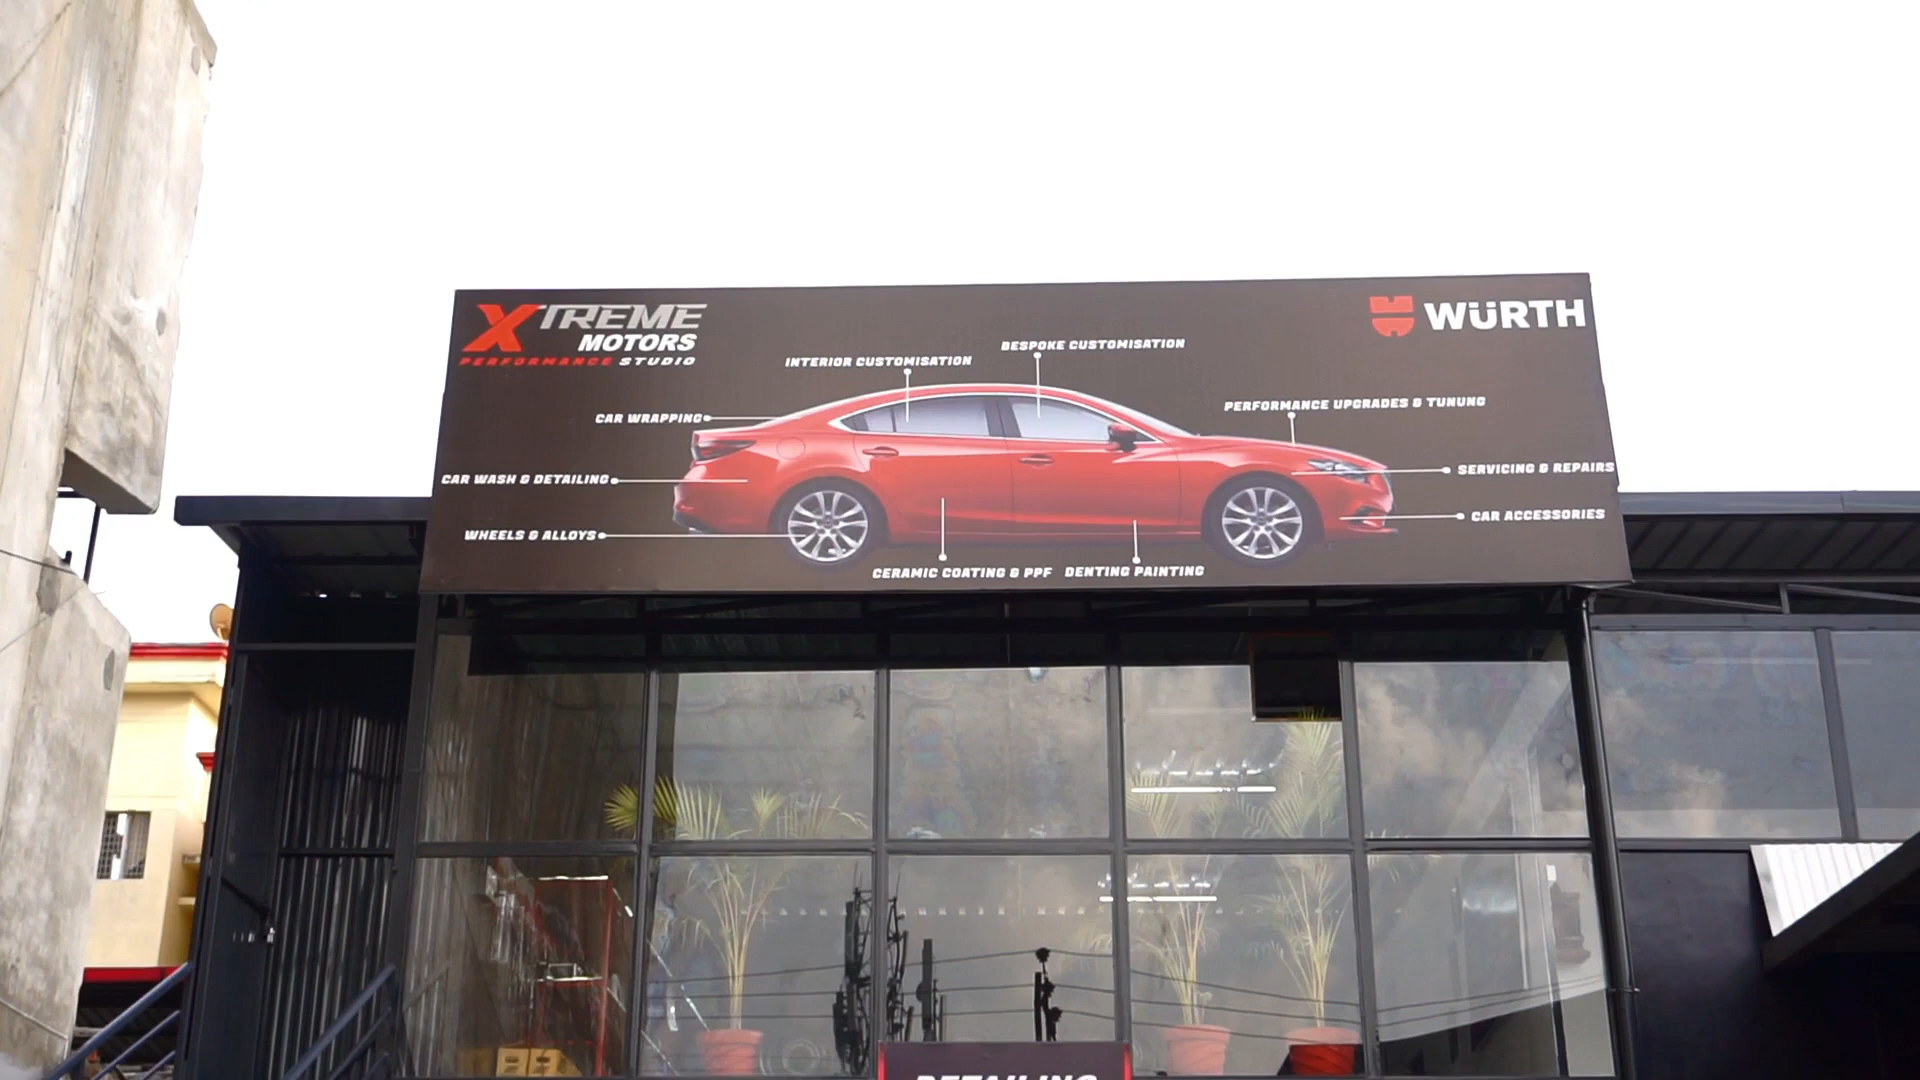 XTREME
MOTORS
PERFORMANCE STUDIO
WÜRTH
INTERIOR CUSTOMISATION
BESPOKE CUSTOMISATION
CAR WRAPPING
PERFORMANCE UPGRADES & TUNUNG
CAR WASH & DETAILING
SERVICING & REPAIRS
WHEELS & ALLOYS
CAR ACCESSORIES
CERAMIC COATING & PPF
DENTING PAINTING
DETAILING